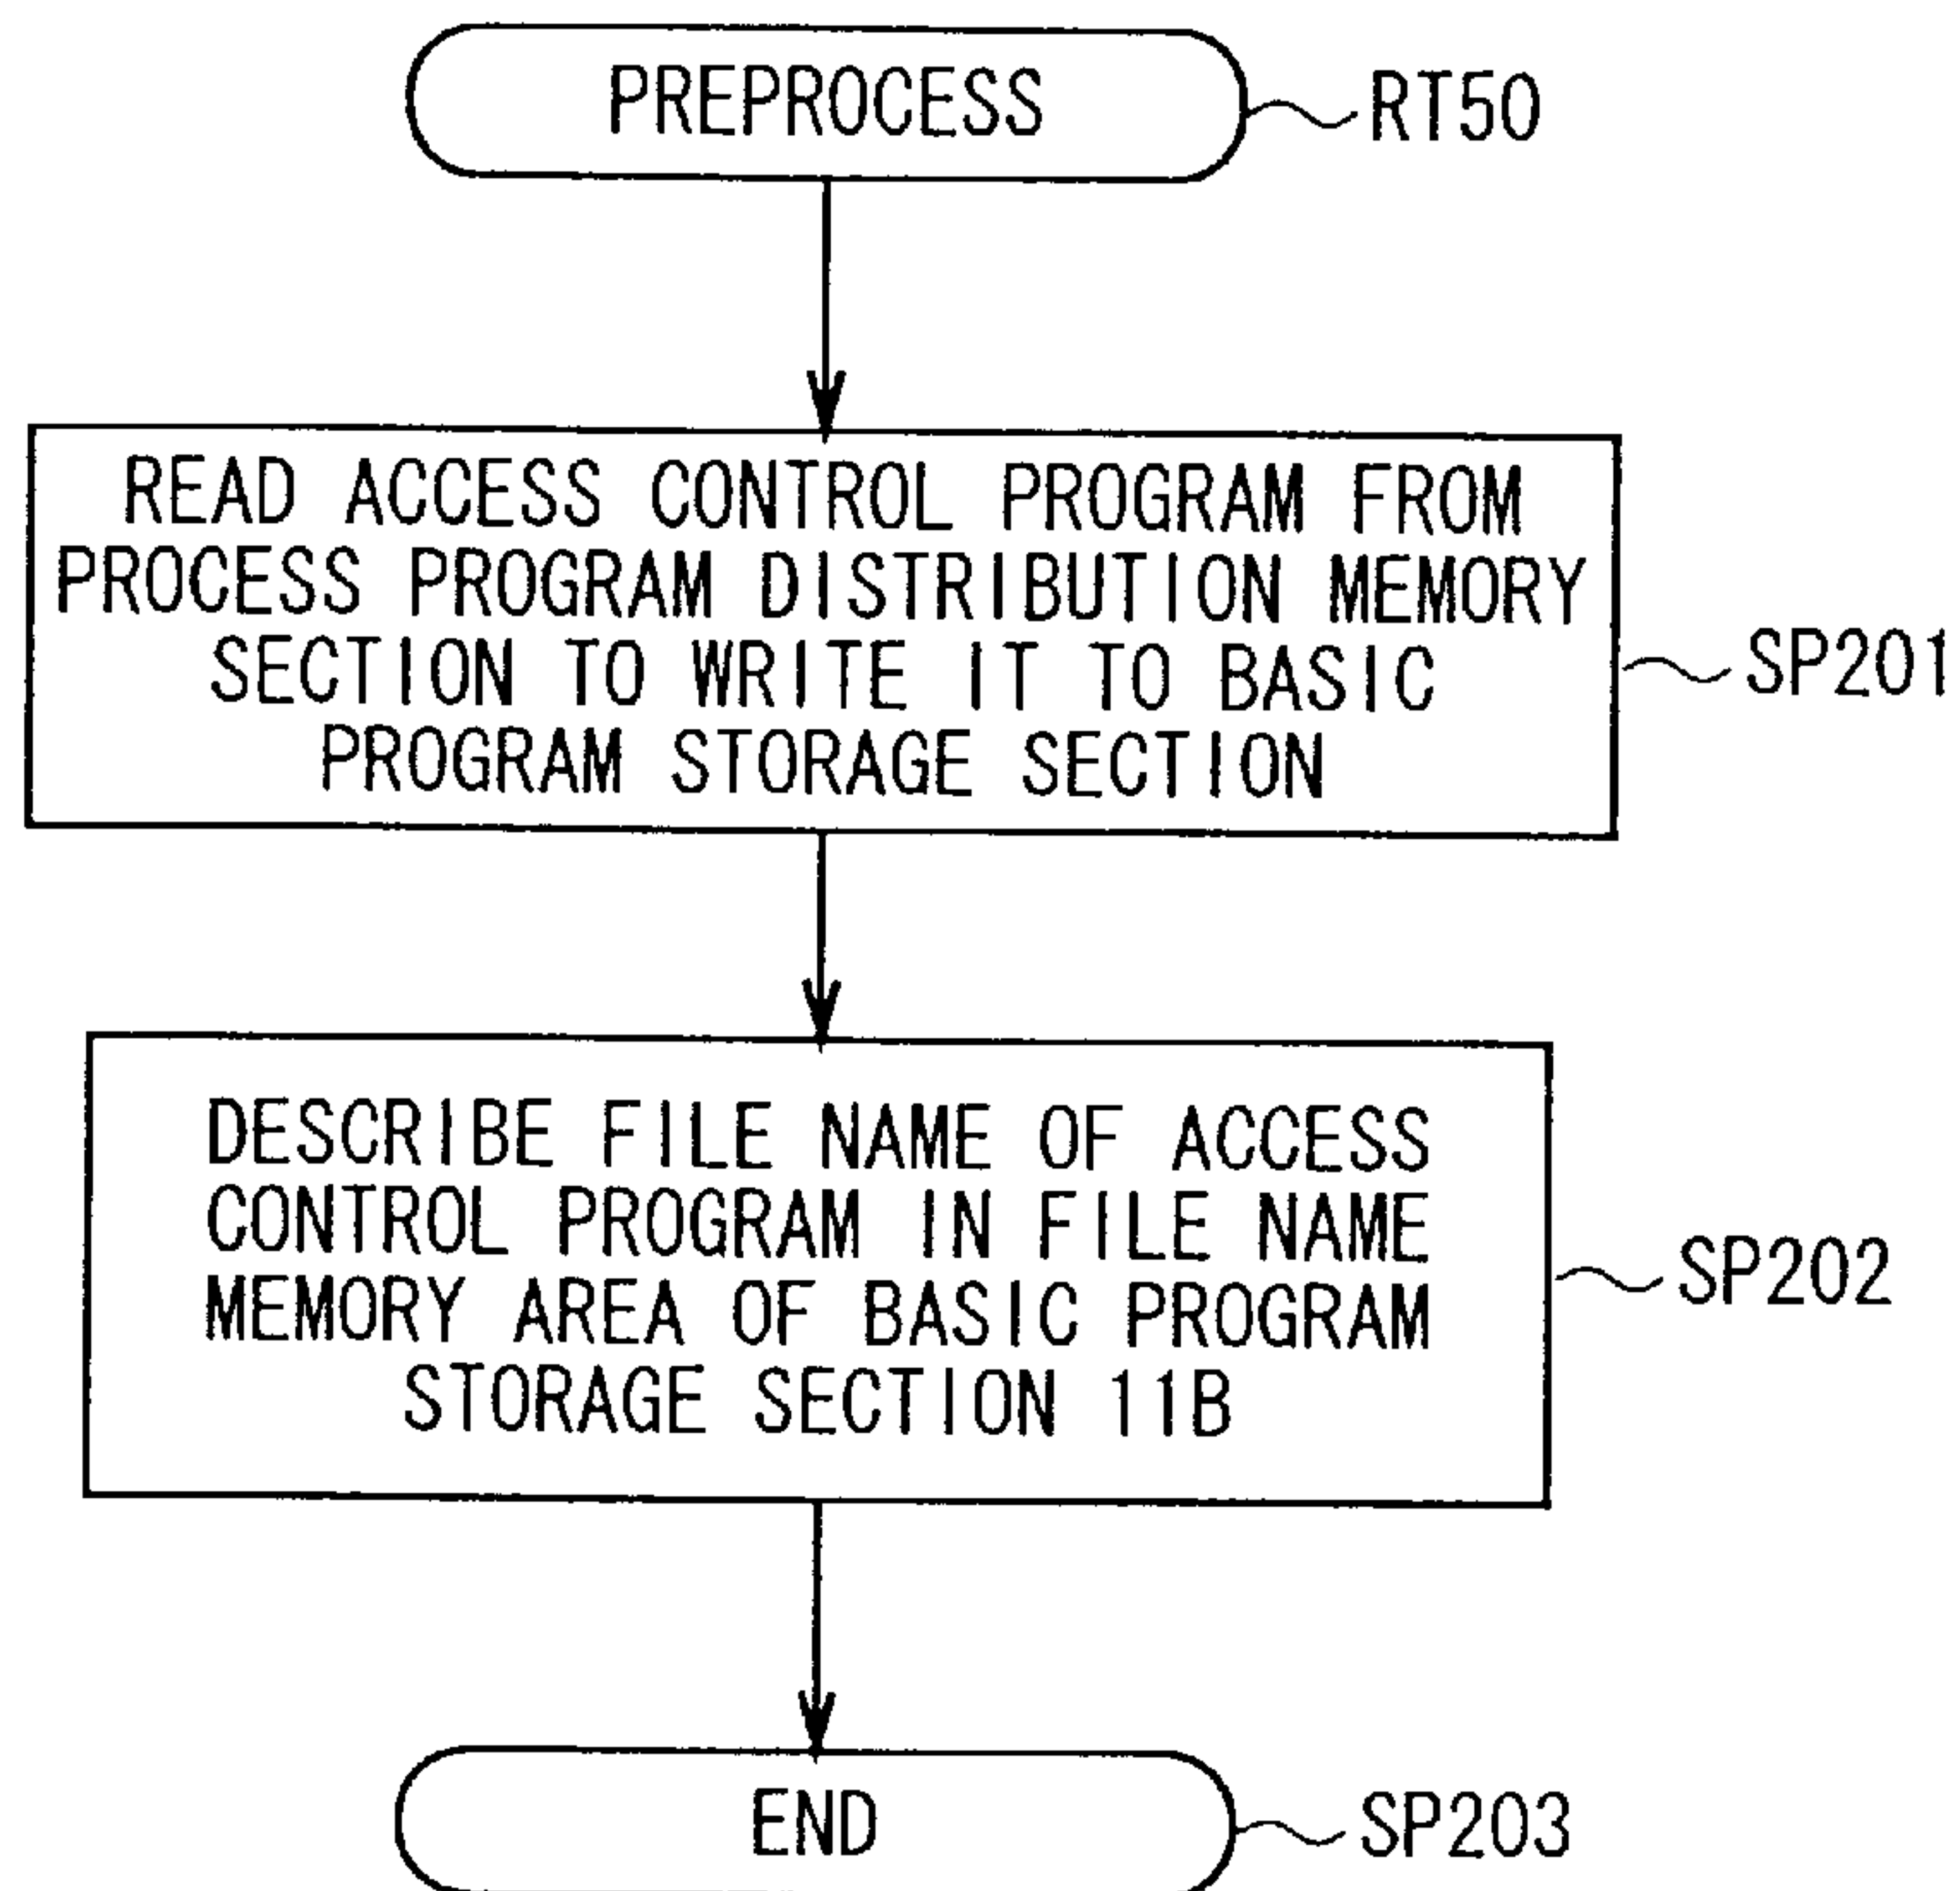 PREPROCESS
RT50
READ ACCESS CONTROL PROGRAM FROM
PROCESS PROGRAM DISTRIBUTION MEMORY
SECTION TO WRITE IT TO BASIC
PROGRAM STORAGE SECTION
SP201
DESCRIBE FILE NAME OF ACCESS
CONTROL PROGRAM IN FILE NAME
MEMORY AREA OF BASIC PROGRAM
STORAGE SECTION 11B
SP202
END
SP203